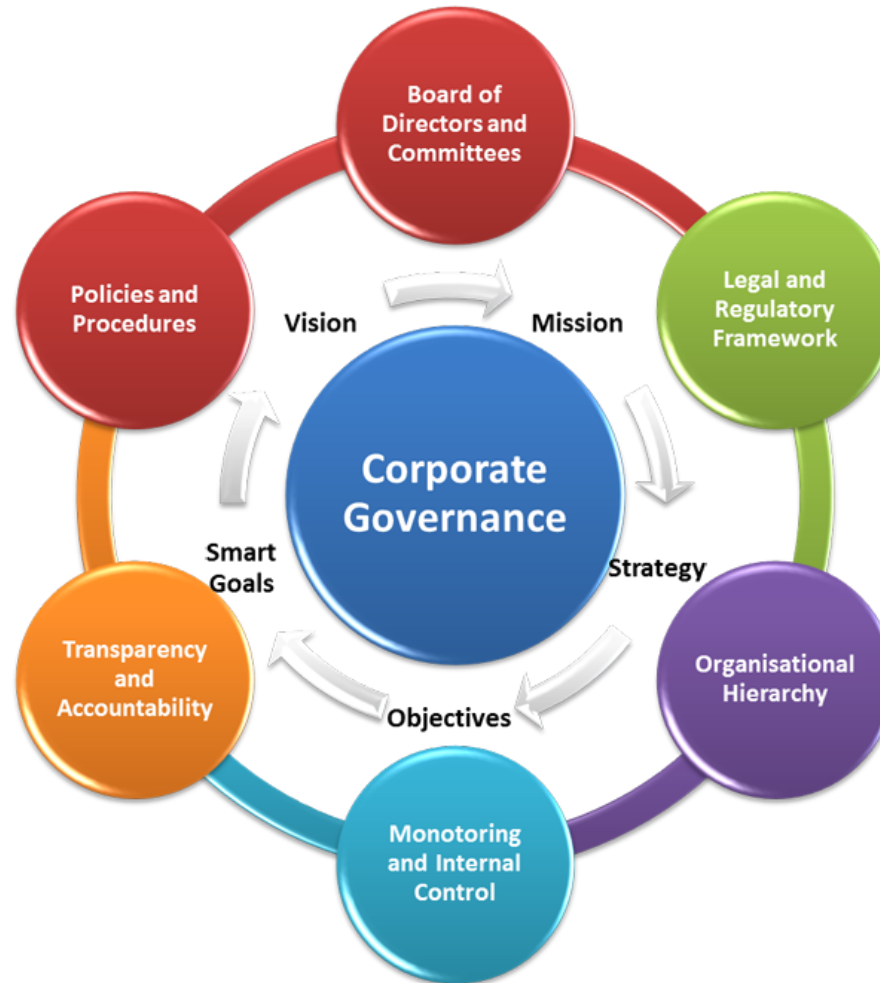 Board of
Directors and
Committees
Policies and
Procedures
Legal and
Regulatory
Framework
Vision
Mission
Corporate
Governance
Smart
Goals
Strategy
Transparency
and
Accountability
Organisational
Hierarchy
Objectives
Monotoring
and Internal
Control